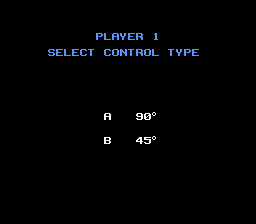 PLAYER 1
SELECT CONTROL TYPE
A 90°
B 45°